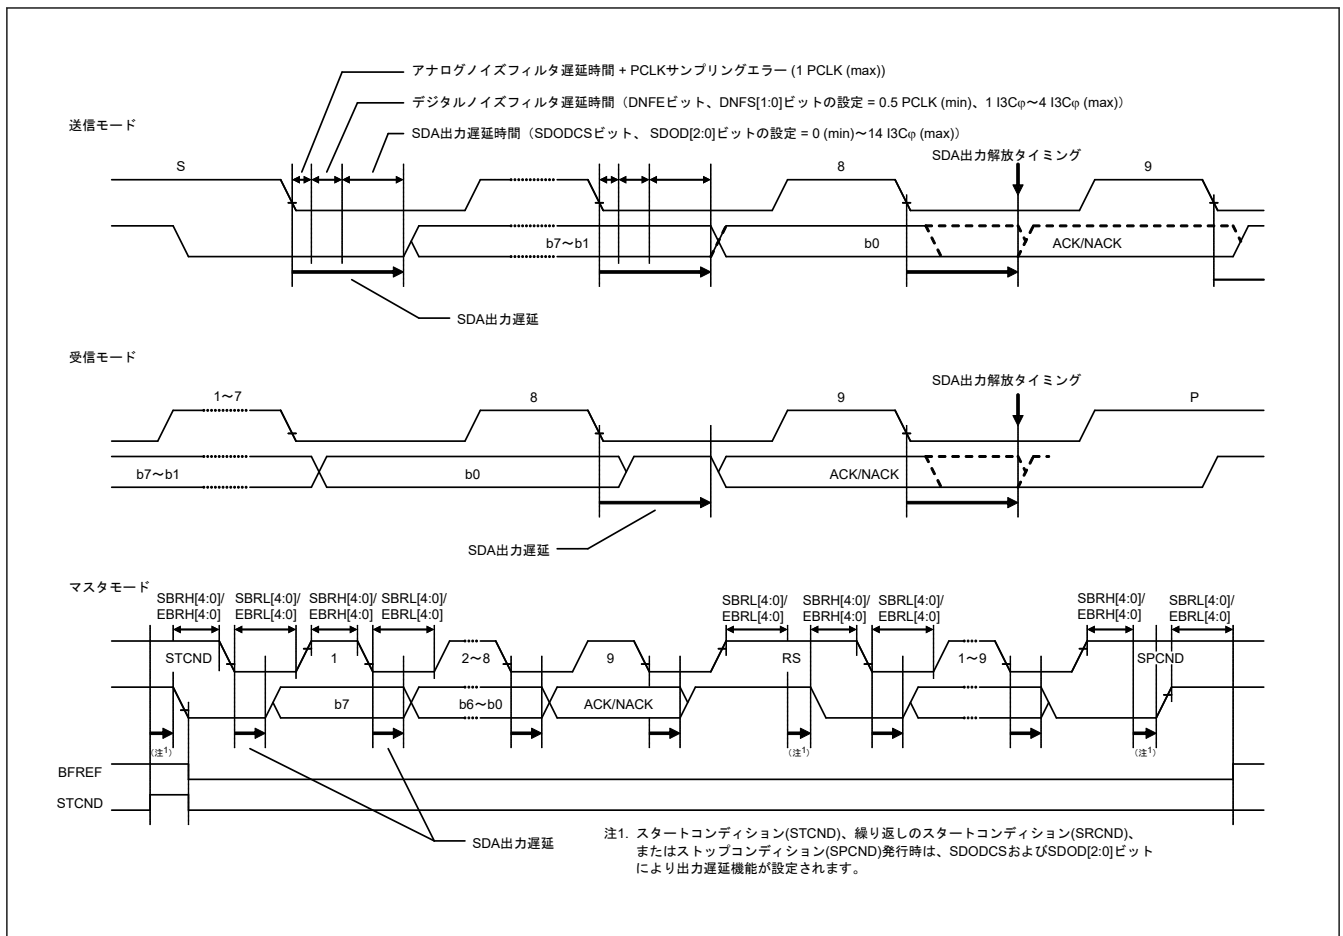 アナログノイズフィルタ遅延時間 + PCLKサンプリングエラー (1 PCLK (max))
デジタルノイズフィルタ遅延時間（DNFEビット、DNFS[1:0]ビットの設定 = 0.5 PCLK (min)、1 I3Cφ～4 I3Cφ (max)）
送信モード
SDA出力遅延時間（SDODCSビット、 SDOD[2:0]ビットの設定 = 0 (min)～14 I3Cφ (max)）
SDA出力解放タイミング
S
8
9
b7～b1
b0
ACK/NACK
SDA出力遅延
受信モード
SDA出力解放タイミング
1～7
8
9
P
b7～b1
b0
ACK/NACK
SDA出力遅延
マスタモード
SBRH[4:0]/ SBRL[4:0]/ SBRH[4:0]/ SBRL[4:0]/ SBRL[4:0]/ SBRH[4:0]/ SBRL[4:0]/ SBRH[4:0]/ SBRL[4:0]/
EBRH[4:0] EBRL[4:0] EBRH[4:0] EBRL[4:0] EBRL[4:0] EBRH[4:0] EBRL[4:0] EBRH[4:0] EBRL[4:0]
STCND
1
2～8
9
RS
1～9
SPCND
b7
b6～b0
ACK/NACK
（注1）
（注1）
（注1）
BFREF
STCND
SDA出力遅延
注1. スタートコンディション(STCND)、繰り返しのスタートコンディション(SRCND)、
またはストップコンディション(SPCND)発行時は、SDODCSおよびSDOD[2:0]ビット
により出力遅延機能が設定されます。